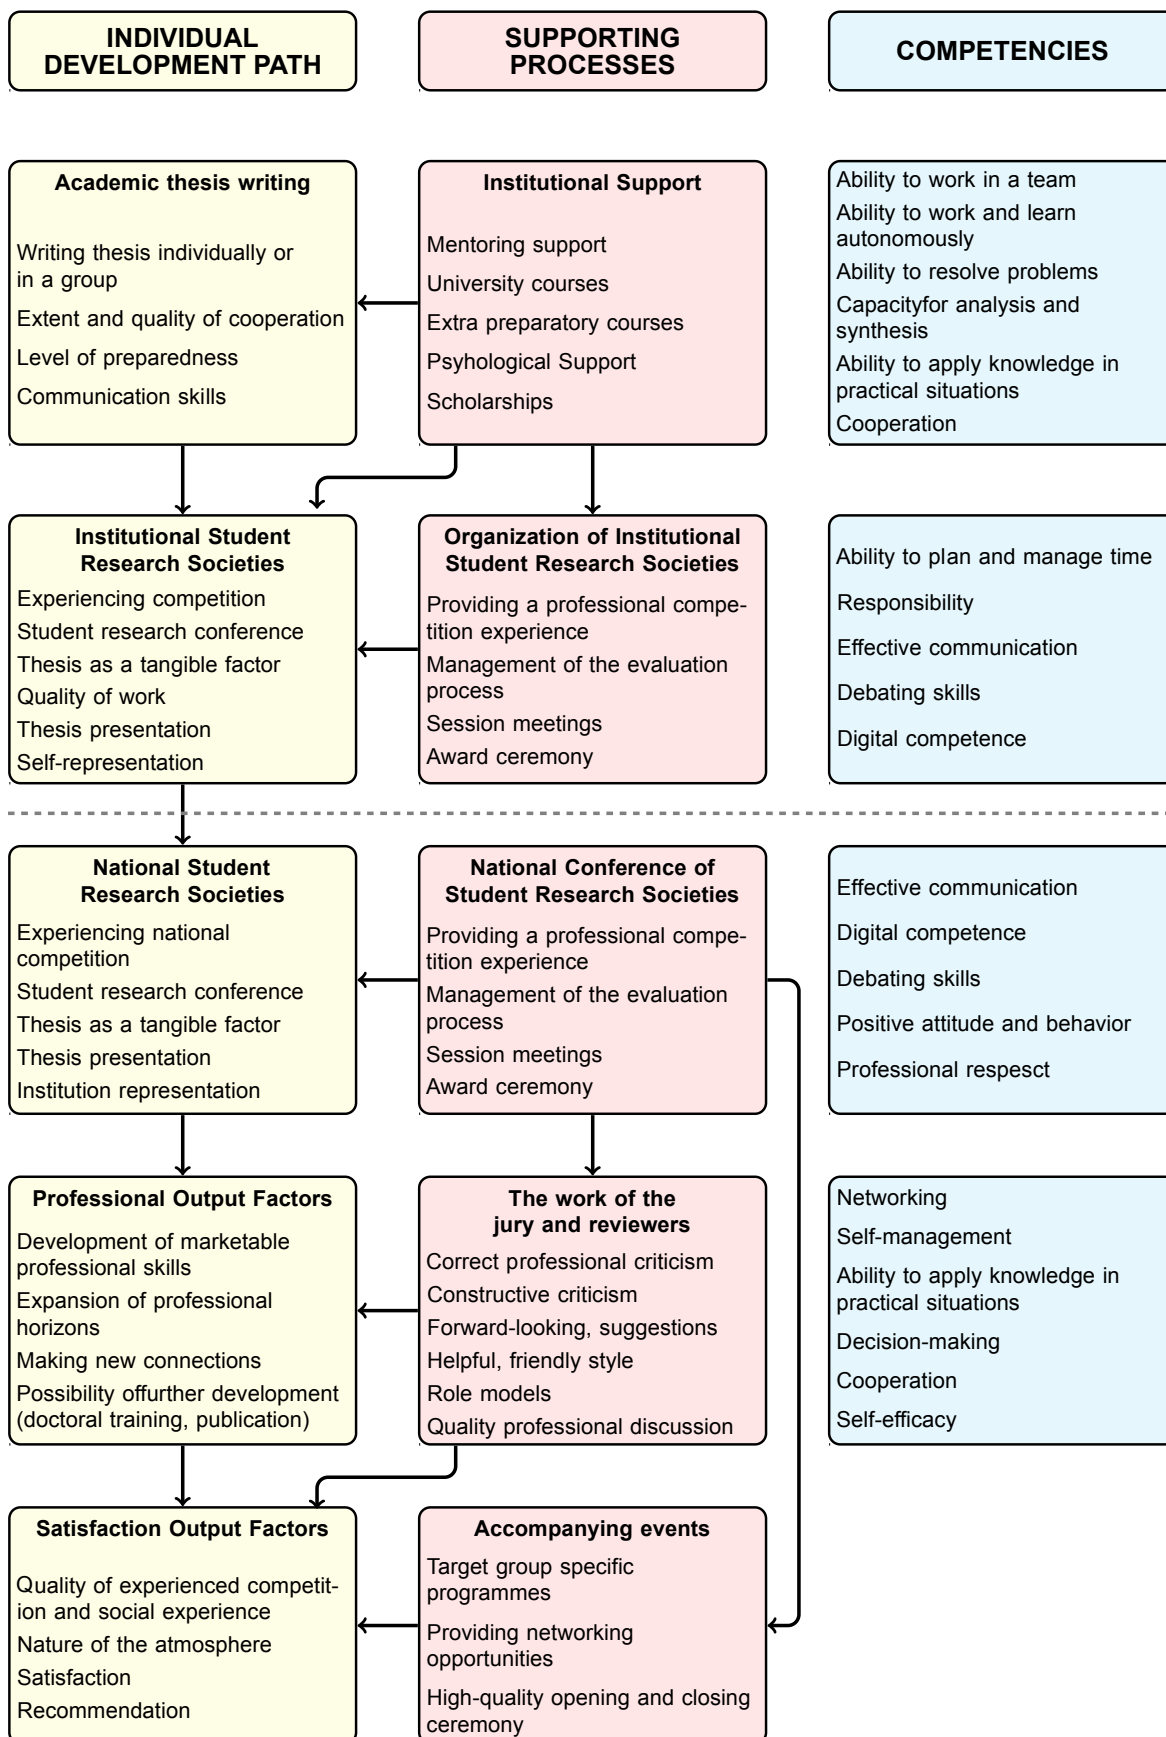 INDIVIDUAL
DEVELOPMENT PATH
SUPPORTING
PROCESSES
COMPETENCIES
Academic thesis writing
Writing thesis individually or
in a group
Extent and quality of cooperation
Level of preparedness
Communication skills
Institutional Support
Mentoring support
University courses
Extra preparatory courses
Psyhological Support
Scholarships
Ability to work in a team
Ability to work and learn
autonomously
Ability to resolve problems
Capacityfor analysis and
synthesis
Ability to apply knowledge in
practical situations
Cooperation
Institutional Student
Research Societies
Experiencing competition
Student research conference
Thesis as a tangible factor
Quality of work
Thesis presentation
Self-representation
Organization of Institutional
Student Research Societies
Providing a professional compe-
tition experience
Management of the evaluation
process
Session meetings
Award ceremony
Ability to plan and manage time
Responsibility
Effective communication
Debating skills
Digital competence
National Student
Research Societies
Experiencing national
competition
Student research conference
Thesis as a tangible factor
Thesis presentation
Institution representation
National Conference of
Student Research Societies
Providing a professional compe-
tition experience
Management of the evaluation
process
Session meetings
Award ceremony
Effective communication
Digital competence
Debating skills
Positive attitude and behavior
Professional respesct
Professional Output Factors
Development of marketable
professional skills
Expansion of professional
horizons
Making new connections
Possibility offurther development
(doctoral training, publication)
The work of the
jury and reviewers
Correct professional criticism
Constructive criticism
Forward-looking, suggestions
Helpful, friendly style
Role models
Quality professional discussion
Networking
Self-management
Ability to apply knowledge in
practical situations
Decision-making
Cooperation
Self-efficacy
Satisfaction Output Factors
Quality of experienced competit-
ion and social experience
Nature of the atmosphere
Satisfaction
Recommendation
Accompanying events
Target group specific
programmes
Providing networking
opportunities
High-quality opening and closing
ceremony